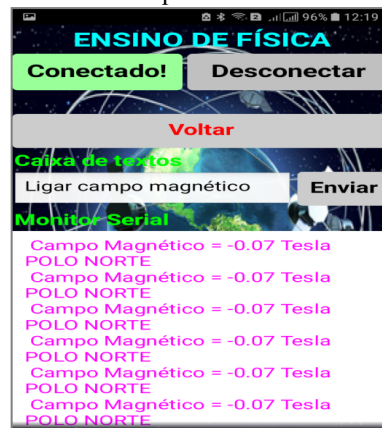 96% 12:19
ENSINO DE FÍSICA
Conectado! Desconectar
Voltar
Caixa de textos
Ligar campo magnético Enviar
Monitor Serial
Campo Magnético = -0.07 Tesla
POLO NORTE
Campo Magnético = -0.07 Tesla
POLO NORTE
Campo Magnético = -0.07 Tesla
POLO NORTE
Campo Magnético = -0.07 Tesla
POLO NORTE
Campo Magnético = -0.07 Tesla
POLO NORTE
Campo Magnético = -0.07 Tesla
POLO NORTE